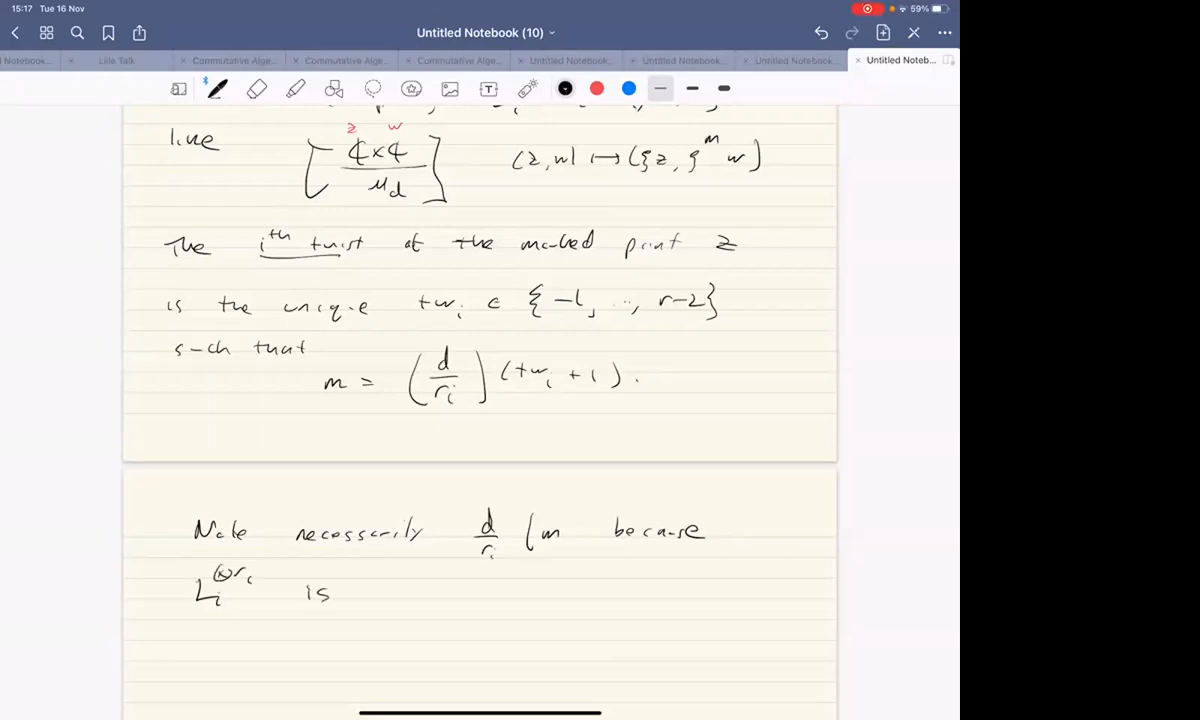 15:17 Tue 16 Nov
59%
Untitled Notebook (10)
d Notebook... Lille Talk Commutative Alge... Commutative Alge... Commutative Alge... Untitled Notebook... Untitled Notebook... Untitled Notebook... Untitled Noteb...
line [ ℂ×ℂ / μ_d ] z w (z, w) ↦ (ξz, ξ^m w)
The i^th twist at the marked point z
is the unique tw_i ∈ {-1, ..., r-2}
such that
m = (d/r_i) (tw_i + 1).
Note necessarily d/r_i | m because
L_i^{⊗r_i} is